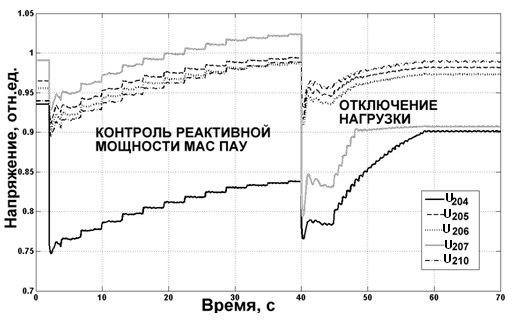 1.05
1
0.95
0.9
0.85
0.8
0.75
0.7
Напряжение, отн.ед.
КОНТРОЛЬ РЕАКТИВНОЙ
МОЩНОСТИ МАС ПАУ
ОТКЛЮЧЕНИЕ
НАГРУЗКИ
U204
U205
U206
U207
U210
0 10 20 30 40 50 60 70
Время, с